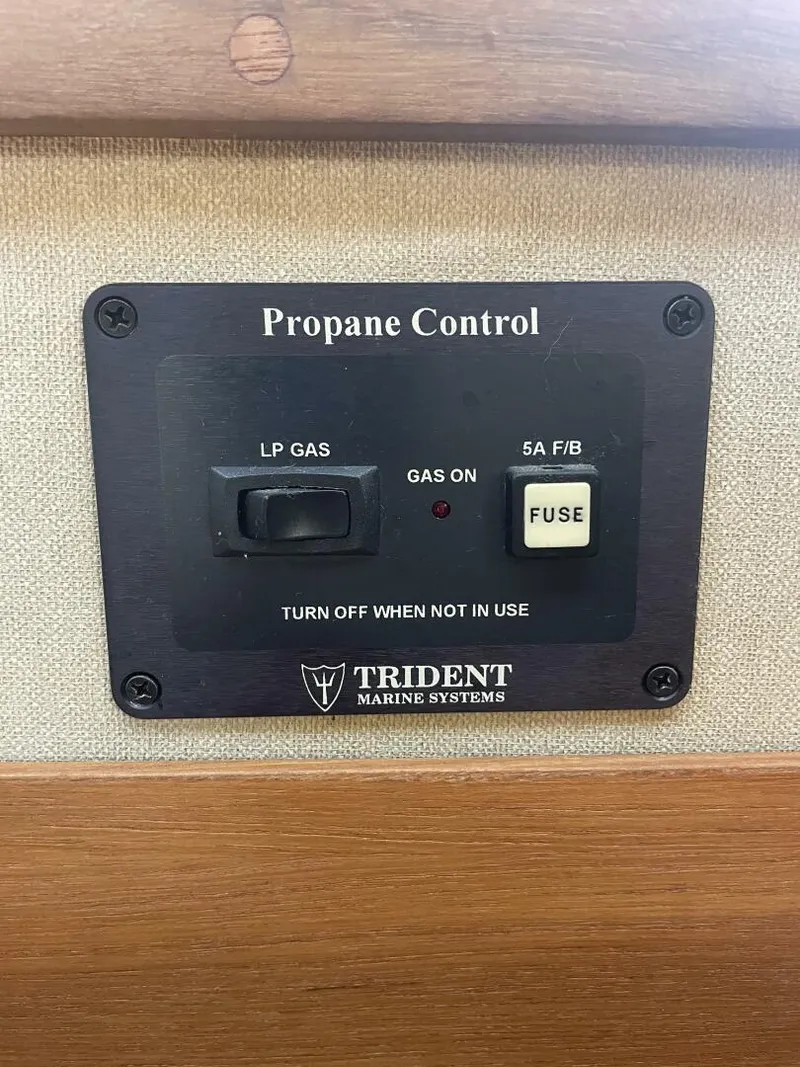 Propane Control
LP GAS
GAS ON
5A F/B
FUSE
TURN OFF WHEN NOT IN USE
TRIDENT
MARINE SYSTEMS